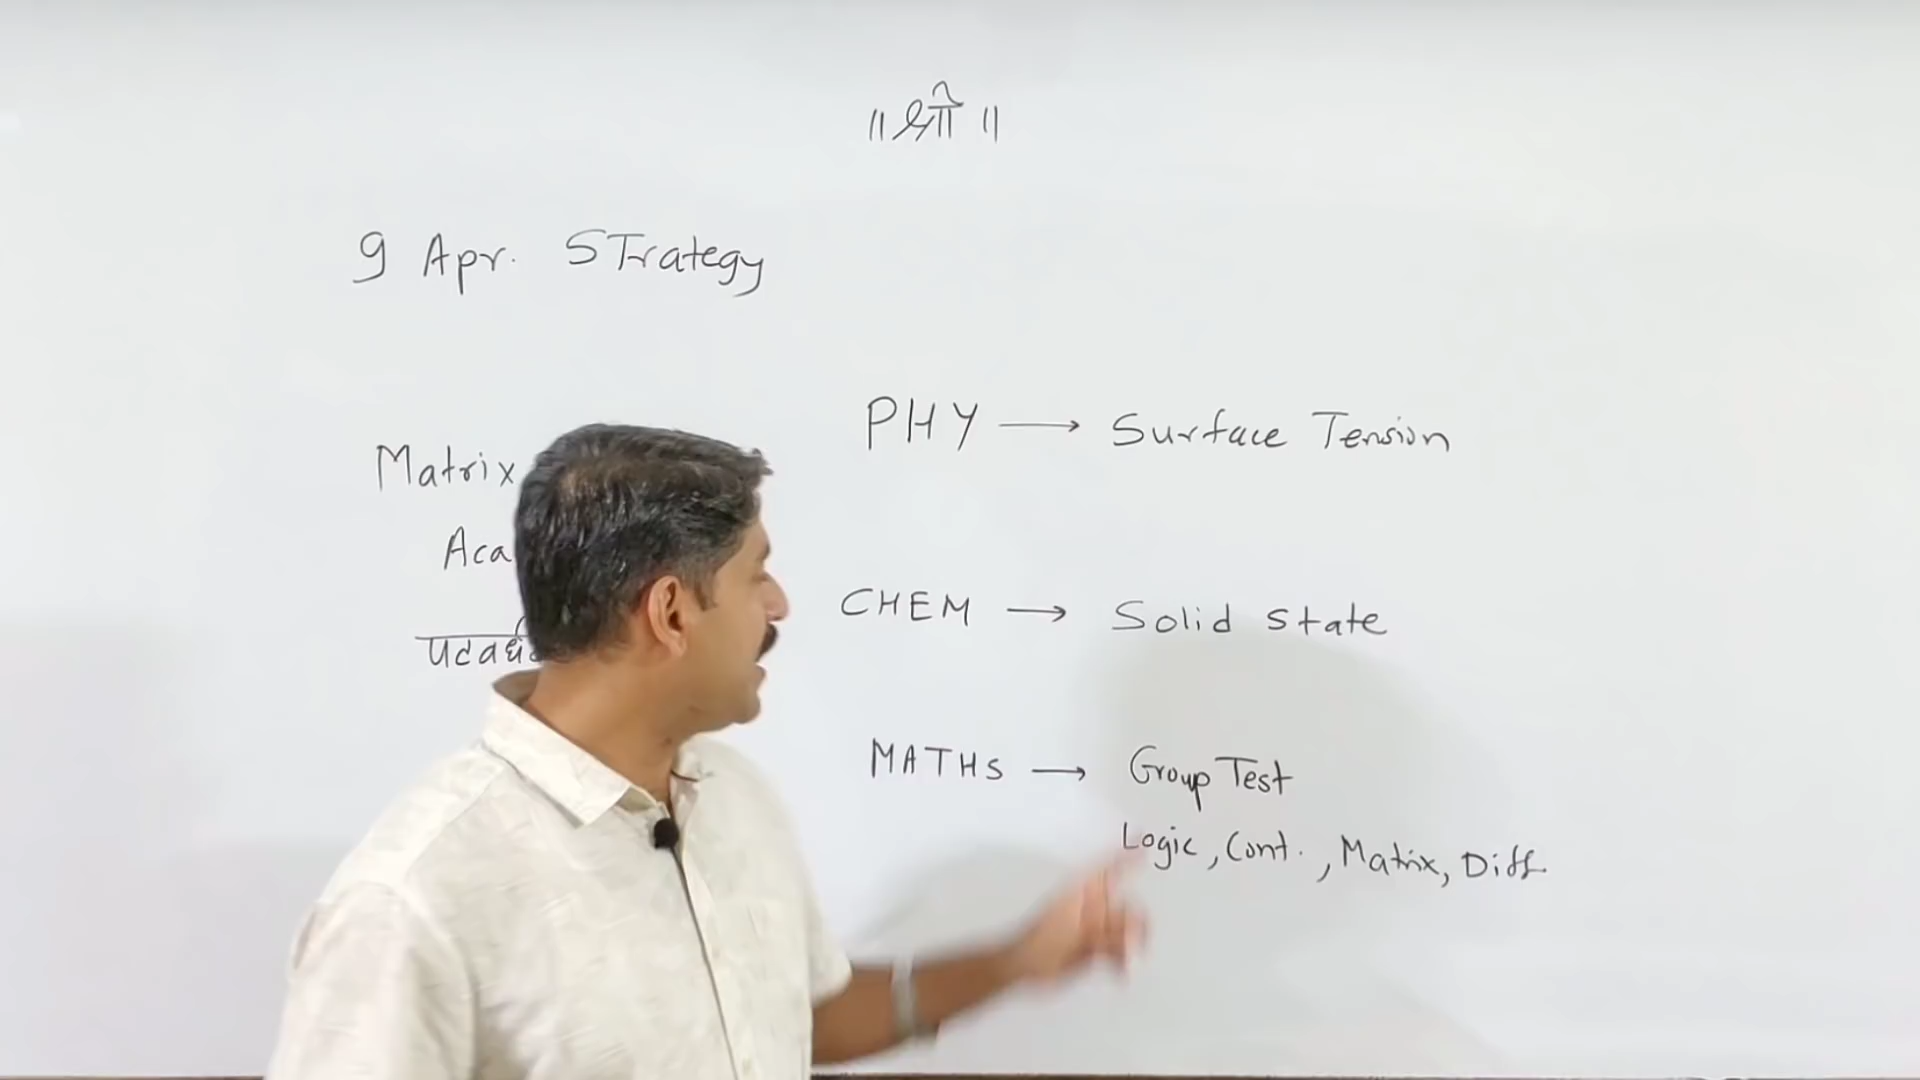 ॥ श्री ॥
9 Apr. STrategy
Matrix
Aca
PHY → Surface Tension
CHEM → Solid state
MATHS → Group Test
Logic, Cont., Matrix, Diff